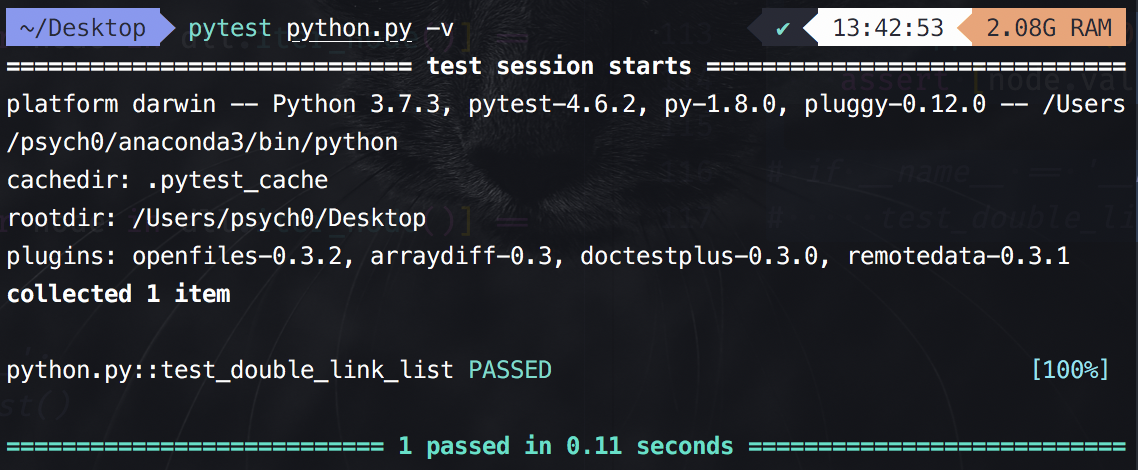 ~/Desktop pytest python.py -v ✔ 13:42:53 2.08G RAM
============================= test session starts ==============================
platform darwin -- Python 3.7.3, pytest-4.6.2, py-1.8.0, pluggy-0.12.0 -- /Users
/psych0/anaconda3/bin/python
cachedir: .pytest_cache
rootdir: /Users/psych0/Desktop
plugins: openfiles-0.3.2, arraydiff-0.3, doctestplus-0.3.0, remotedata-0.3.1
collected 1 item
python.py::test_double_link_list PASSED [100%]
=========================== 1 passed in 0.11 seconds ===========================